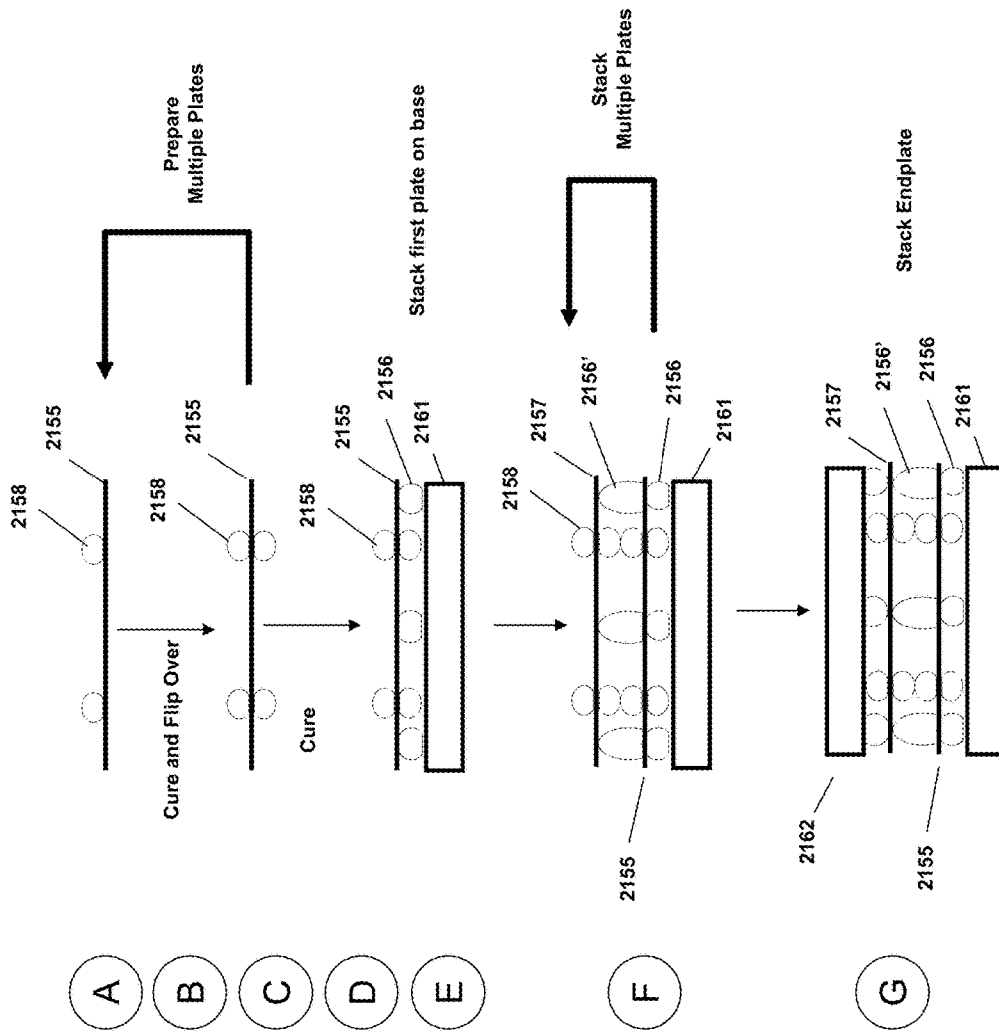 A
2158
2155
Cure and Flip Over
Prepare
Multiple Plates
B
C
2158
2155
Cure
D
E
2158
2155
2156
2161
Stack first plate on base
F
2155
2158
2157
2156'
2156
2161
Stack
Multiple Plates
G
2162
2155
2157
2156'
2156
2161
Stack Endplate